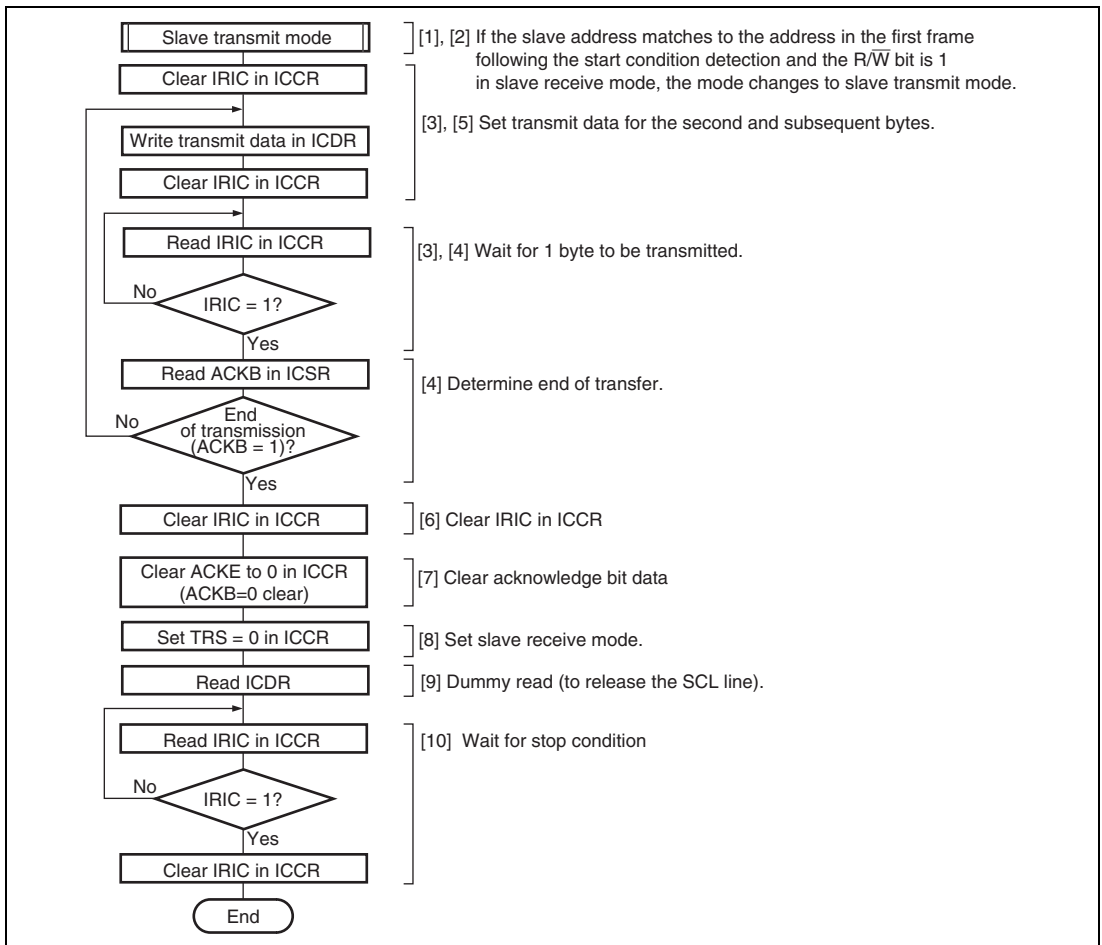 Slave transmit mode
[1], [2] If the slave address matches to the address in the first frame
following the start condition detection and the R/W̅ bit is 1
in slave receive mode, the mode changes to slave transmit mode.
Clear IRIC in ICCR
[3], [5] Set transmit data for the second and subsequent bytes.
Write transmit data in ICDR
Clear IRIC in ICCR
Read IRIC in ICCR
[3], [4] Wait for 1 byte to be transmitted.
No
IRIC = 1?
Yes
Read ACKB in ICSR
[4] Determine end of transfer.
No
End
of transmission
(ACKB = 1)?
Yes
Clear IRIC in ICCR
[6] Clear IRIC in ICCR
Clear ACKE to 0 in ICCR
(ACKB=0 clear)
[7] Clear acknowledge bit data
Set TRS = 0 in ICCR
[8] Set slave receive mode.
Read ICDR
[9] Dummy read (to release the SCL line).
Read IRIC in ICCR
[10] Wait for stop condition
No
IRIC = 1?
Yes
Clear IRIC in ICCR
End